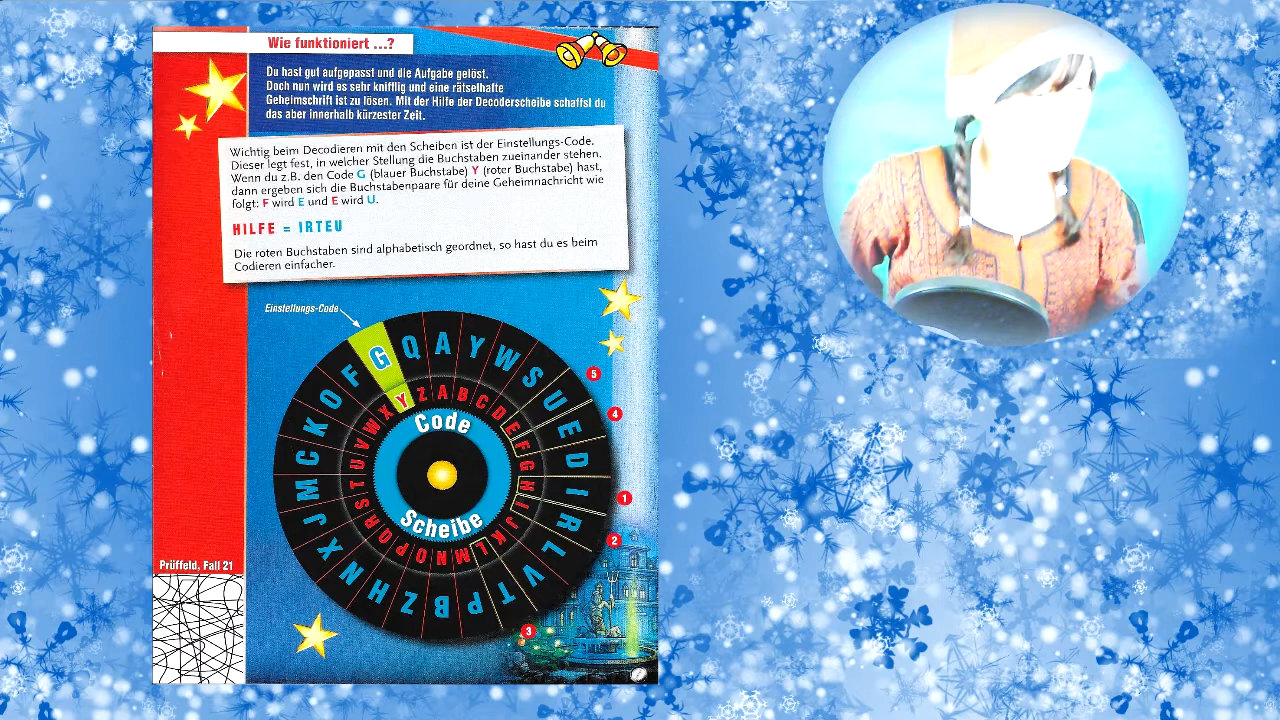 Wie funktioniert ...?
Du hast gut aufgepasst und die Aufgabe gelöst.
Doch nun wird es sehr knifflig und eine rätselhafte
Geheimschrift ist zu lösen. Mit der Hilfe der Decoderscheibe schaffst du
das aber innerhalb kürzester Zeit.
Wichtig beim Decodieren mit den Scheiben ist der Einstellungs-Code.
Dieser legt fest, in welcher Stellung die Buchstaben zueinander stehen.
Wenn du z.B. den Code G (blauer Buchstabe) Y (roter Buchstabe) hast,
dann ergeben sich die Buchstabenpaare für deine Geheimnachricht wie
folgt: F wird E und E wird U.
HILFE = IRTEU
Die roten Buchstaben sind alphabetisch geordnet, so hast du es beim
Codieren einfacher.
Einstellungs-Code
G Q A Y W S U E D I R L V T P B Z H N X J M C K O F
Y Z A B C D E F G H I J K L M N O P Q R S T U V W X
Code
Scheibe
5
4
1
2
3
Prüffeld, Fall 21